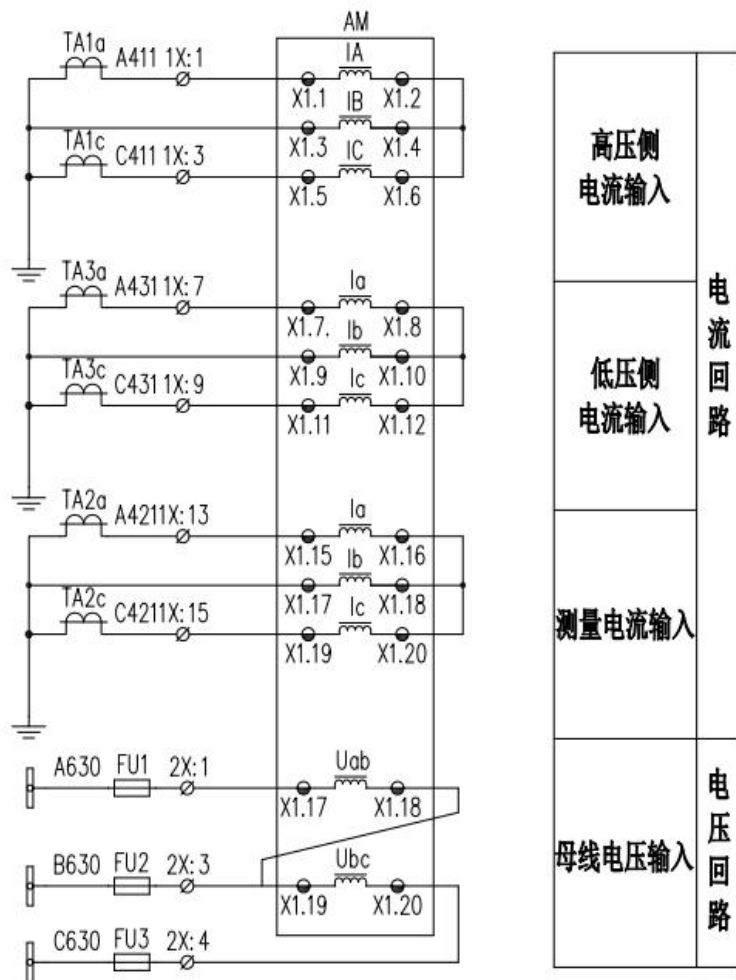 AM
TA1a A411 1X:1
IA
X1.1 X1.2
IB
X1.3 X1.4
TA1c C411 1X:3
IC
X1.5 X1.6
TA3a A431 1X:7
Ia
X1.7. X1.8
Ib
X1.9 X1.10
TA3c C431 1X:9
Ic
X1.11 X1.12
TA2a A4211X:13
Ia
X1.15 X1.16
Ib
X1.17 X1.18
TA2c C4211X:15
Ic
X1.19 X1.20
A630 FU1 2X:1
Uab
X1.17 X1.18
B630 FU2 2X:3
Ubc
X1.19 X1.20
C630 FU3 2X:4
高压侧
电流输入
低压侧
电流输入
测量电流输入
电流回路
母线电压输入
电压回路